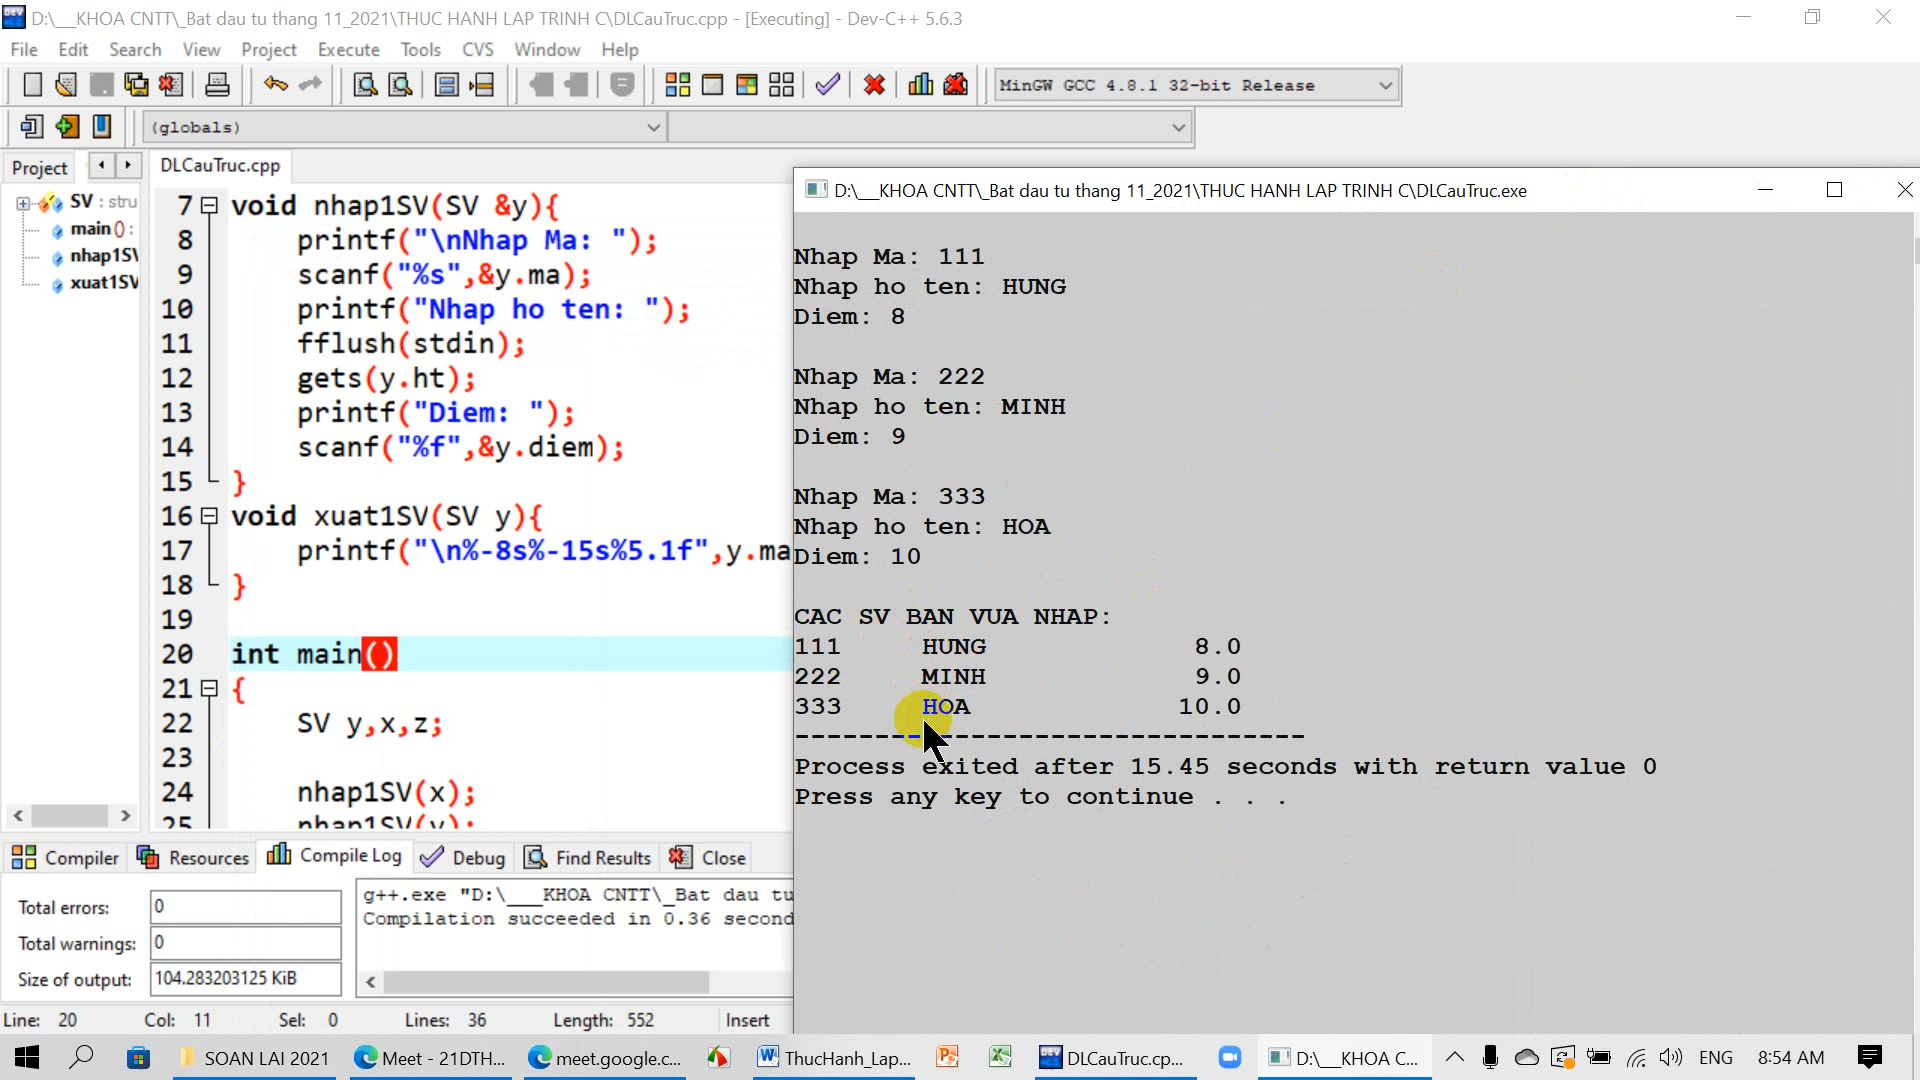 D:\___KHOA CNTT\_Bat dau tu thang 11_2021\THUC HANH LAP TRINH C\DLCauTruc.cpp - [Executing] - Dev-C++ 5.6.3
File Edit Search View Project Execute Tools CVS Window Help
MinGW GCC 4.8.1 32-bit Release
(globals)
Project
DLCauTruc.cpp
SV : stru
main() :
nhap1SV
xuat1SV
7 void nhap1SV(SV &y){
8 printf("\nNhap Ma: ");
9 scanf("%s",&y.ma);
10 printf("Nhap ho ten: ");
11 fflush(stdin);
12 gets(y.ht);
13 printf("Diem: ");
14 scanf("%f",&y.diem);
15 }
16 void xuat1SV(SV y){
17 printf("\n%-8s%-15s%5.1f",y.ma
18 }
19
20 int main()
21 {
22 SV y,x,z;
23
24 nhap1SV(x);
25 nhap1SV(y);
D:\___KHOA CNTT\_Bat dau tu thang 11_2021\THUC HANH LAP TRINH C\DLCauTruc.exe
Nhap Ma: 111
Nhap ho ten: HUNG
Diem: 8
Nhap Ma: 222
Nhap ho ten: MINH
Diem: 9
Nhap Ma: 333
Nhap ho ten: HOA
Diem: 10
CAC SV BAN VUA NHAP:
111 HUNG 8.0
222 MINH 9.0
333 HOA 10.0
--------------------------------
Process exited after 15.45 seconds with return value 0
Press any key to continue . . .
Compiler Resources Compile Log Debug Find Results Close
Total errors: 0
Total warnings: 0
Size of output: 104.283203125 KiB
g++.exe "D:\___KHOA CNTT\_Bat dau tu
Compilation succeeded in 0.36 second
Line: 20 Col: 11 Sel: 0 Lines: 36 Length: 552 Insert
SOAN LAI 2021
Meet - 21DTH...
meet.google.c...
ThucHanh_Lap...
DLCauTruc.cp...
D:\__KHOA C...
ENG
8:54 AM